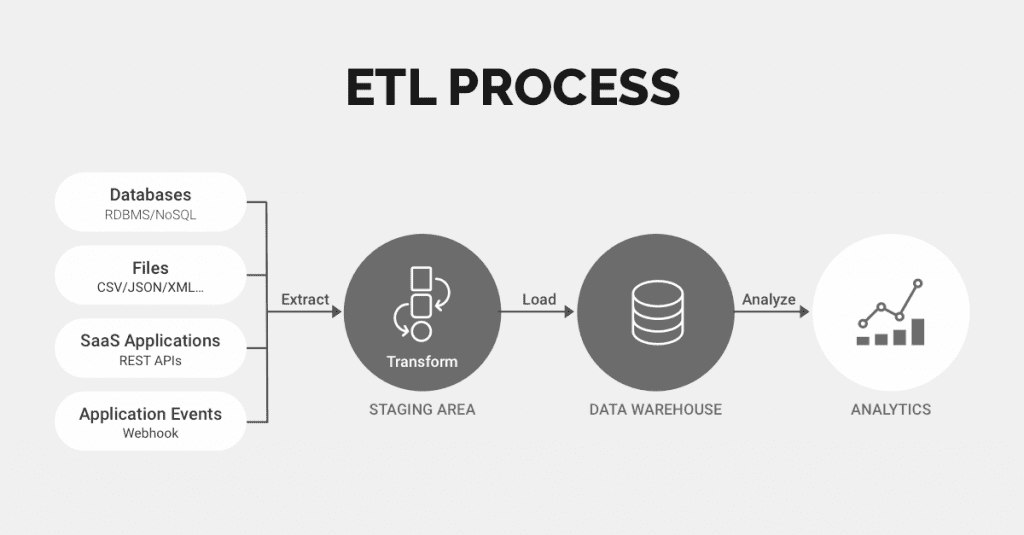 ETL PROCESS
Databases
RDBMS/NoSQL
Files
CSV/JSON/XML...
SaaS Applications
REST APIs
Application Events
Webhook
Extract
Transform
STAGING AREA
Load
DATA WAREHOUSE
Analyze
ANALYTICS